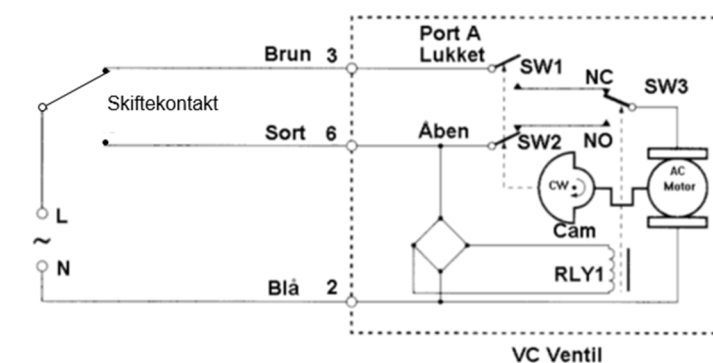 Port A
Brun 3
Lukket
SW1
NC
SW3
Skiftekontakt
Sort 6
Åben
SW2
NO
AC
Motor
CW
Cam
L
~
N
RLY1
Blå 2
VC Ventil